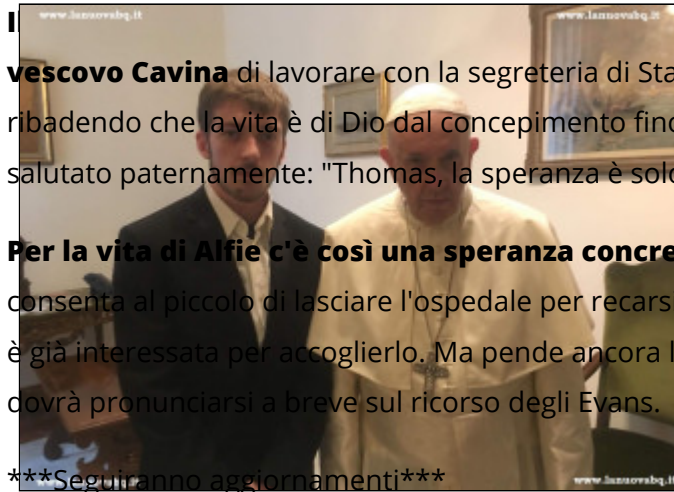 www.lanuovabq.it www.lanuovabq.it
vescovo Cavina di lavorare con la segreteria di Sta
ribadendo che la vita è di Dio dal concepimento fino
salutato paternamente: "Thomas, la speranza è solo
Per la vita di Alfie c'è così una speranza concre
consenta al piccolo di lasciare l'ospedale per recars
è già interessata per accoglierlo. Ma pende ancora l
dovrà pronunciarsi a breve sul ricorso degli Evans.
***Seguiranno aggiornamenti***
www.lanuovabq.it www.lanuovabq.it